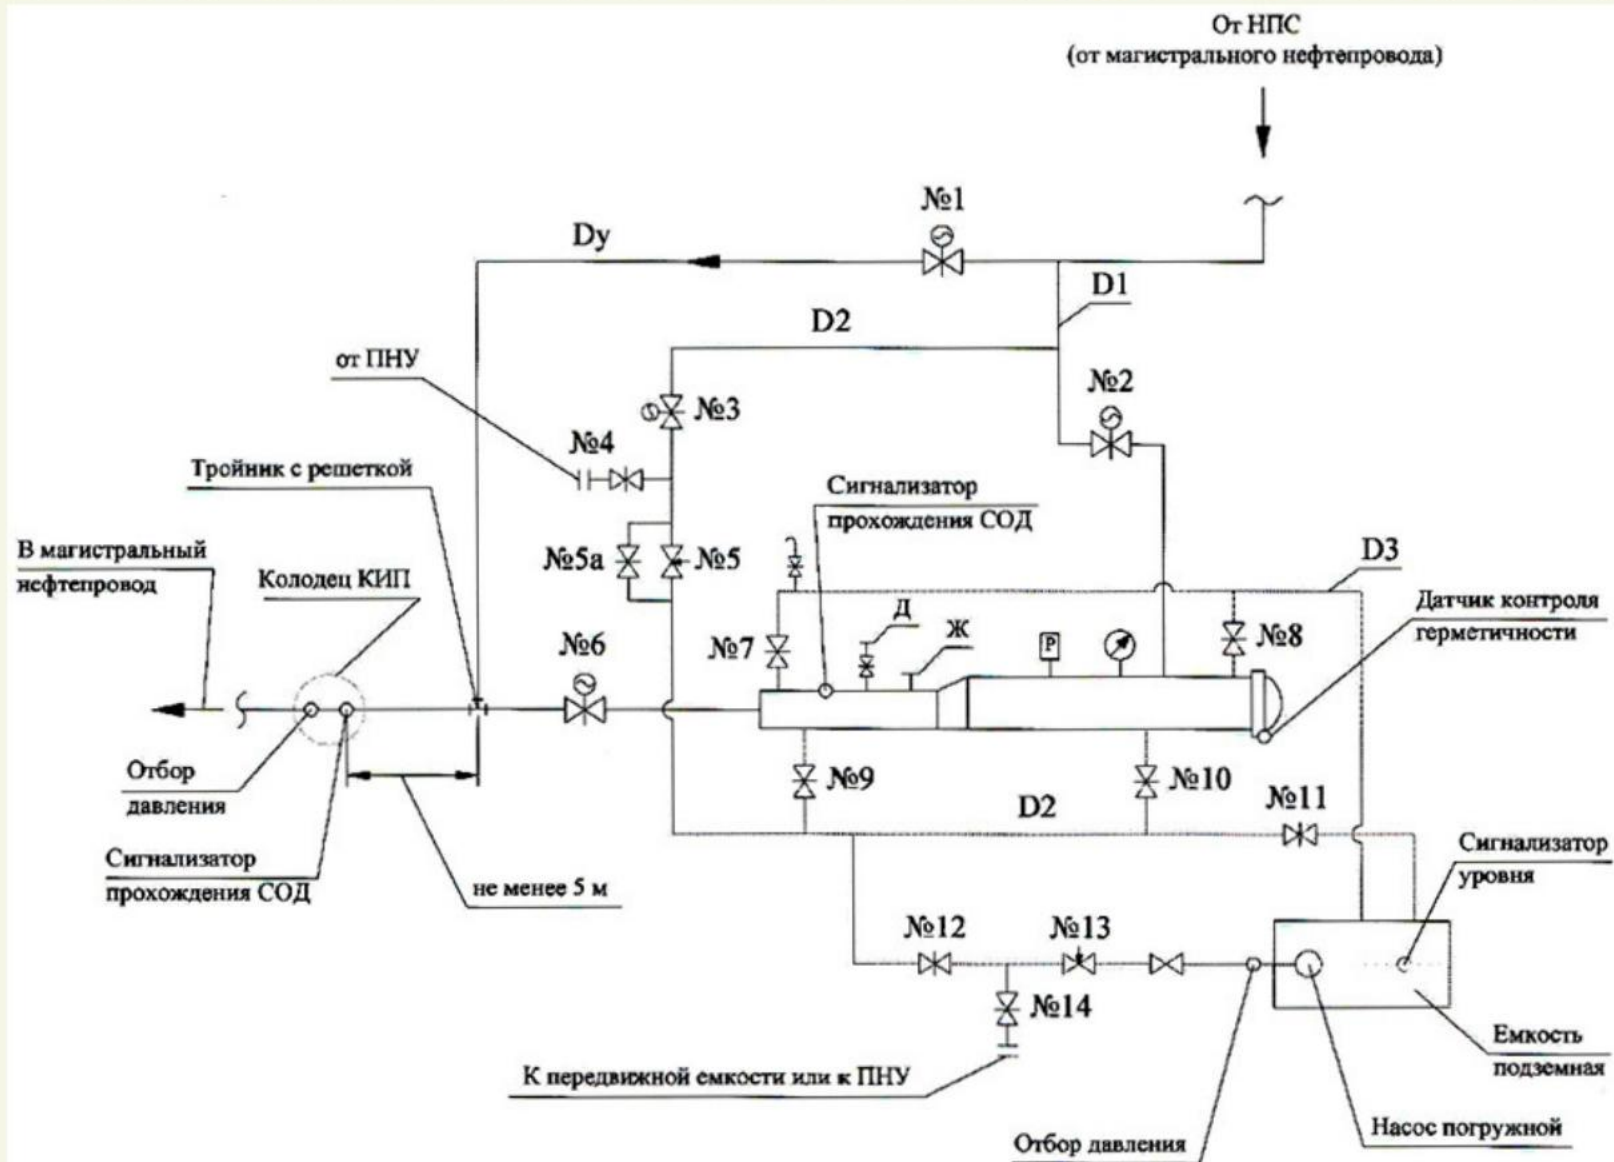 От НПС
(от магистрального нефтепровода)
№1
Dy
D1
D2
от ПНУ
№2
№3
№4
Тройник с решеткой
Сигнализатор
прохождения СОД
В магистральный
нефтепровод
Колодец КИП
№5а
№5
D3
Датчик контроля
герметичности
Д
Ж
№6
№7
P
№8
Отбор
давления
№9
№10
D2
№11
Сигнализатор
прохождения СОД
не менее 5 м
Сигнализатор
уровня
№12
№13
№14
Емкость
подземная
К передвижной емкости или к ПНУ
Насос погружной
Отбор давления